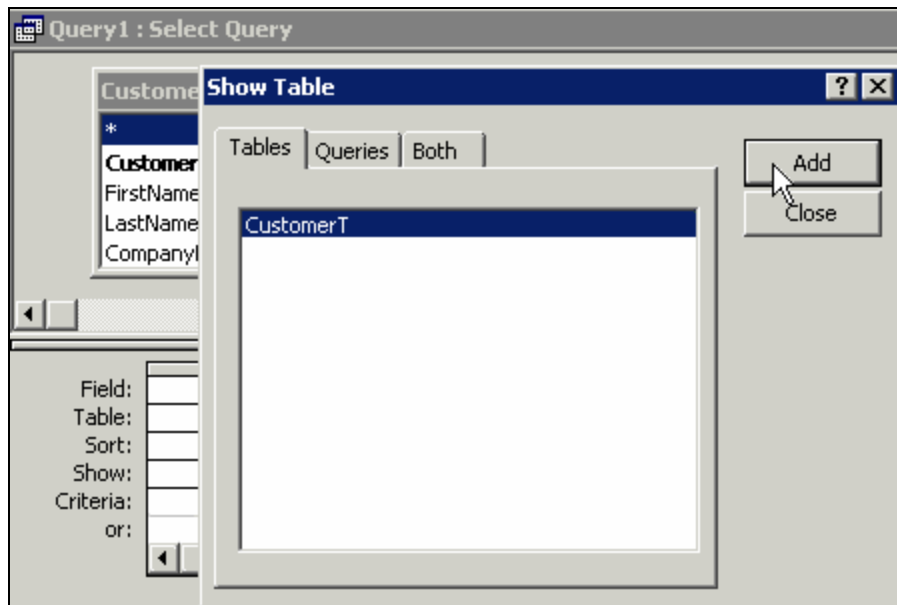 Query1 : Select Query
Custome
*
Customer
FirstName
LastName
Company
Show Table
?
Tables
Queries
Both
CustomerT
Add
Close
Field:
Table:
Sort:
Show:
Criteria:
or: